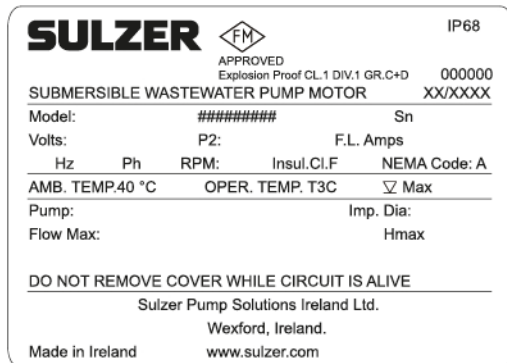 SULZER FM IP68
APPROVED
Explosion Proof CL.1 DIV.1 GR.C+D 000000
SUBMERSIBLE WASTEWATER PUMP MOTOR XX/XXXX
Model: ######### Sn
Volts: P2: F.L. Amps
Hz Ph RPM: Insul.Cl.F NEMA Code: A
AMB. TEMP.40 °C OPER. TEMP. T3C ▽ Max
Pump: Imp. Dia:
Flow Max: Hmax
DO NOT REMOVE COVER WHILE CIRCUIT IS ALIVE
Sulzer Pump Solutions Ireland Ltd.
Wexford, Ireland.
Made in Ireland www.sulzer.com